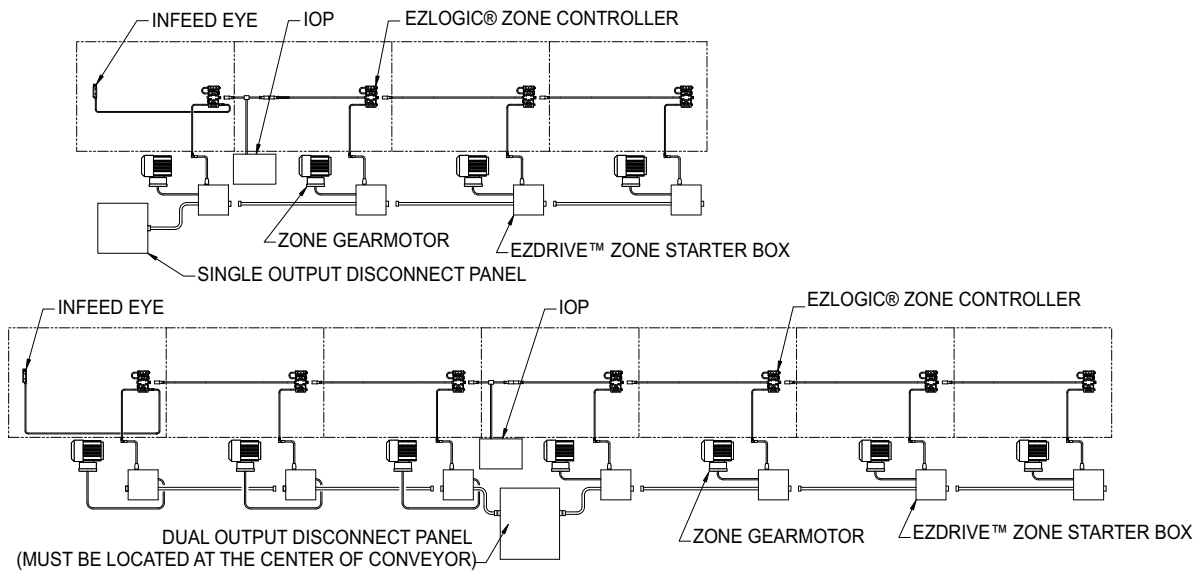 INFEED EYE
IOP
EZLOGIC® ZONE CONTROLLER
ZONE GEARMOTOR
EZDRIVE™ ZONE STARTER BOX
SINGLE OUTPUT DISCONNECT PANEL
INFEED EYE
IOP
EZLOGIC® ZONE CONTROLLER
DUAL OUTPUT DISCONNECT PANEL
(MUST BE LOCATED AT THE CENTER OF CONVEYOR)
ZONE GEARMOTOR
EZDRIVE™ ZONE STARTER BOX